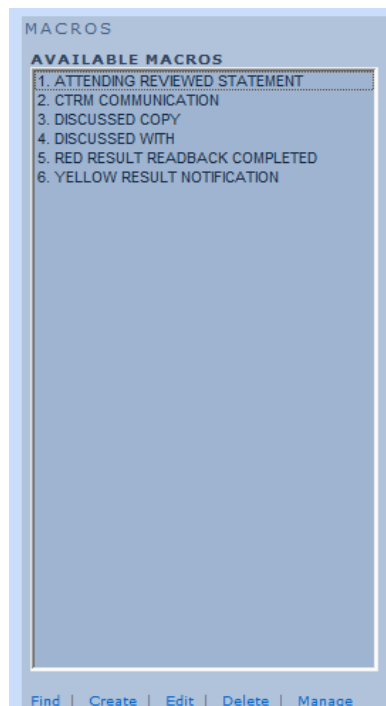 MACROS
AVAILABLE MACROS
1. ATTENDING REVIEWED STATEMENT
2. CTRM COMMUNICATION
3. DISCUSSED COPY
4. DISCUSSED WITH
5. RED RESULT READBACK COMPLETED
6. YELLOW RESULT NOTIFICATION
Find | Create | Edit | Delete | Manage